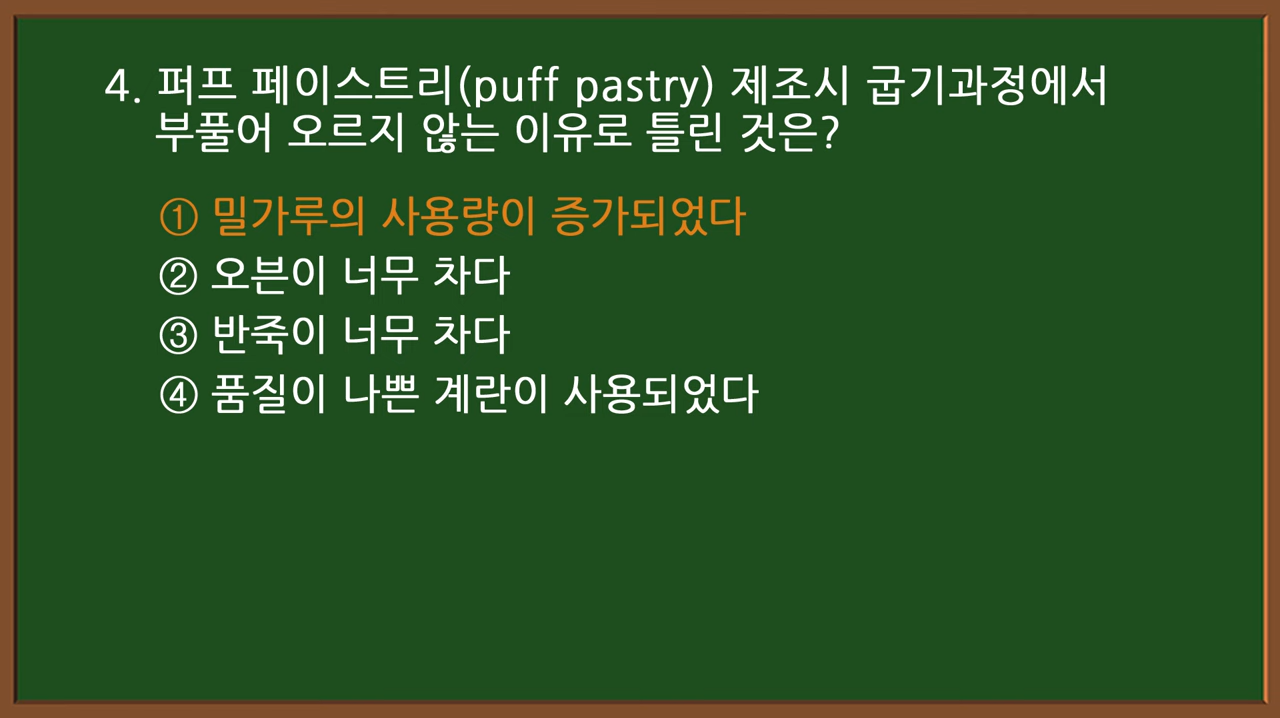 4. 퍼프 페이스트리(puff pastry) 제조시 굽기과정에서
부풀어 오르지 않는 이유로 틀린 것은?
① 밀가루의 사용량이 증가되었다
② 오븐이 너무 차다
③ 반죽이 너무 차다
④ 품질이 나쁜 계란이 사용되었다